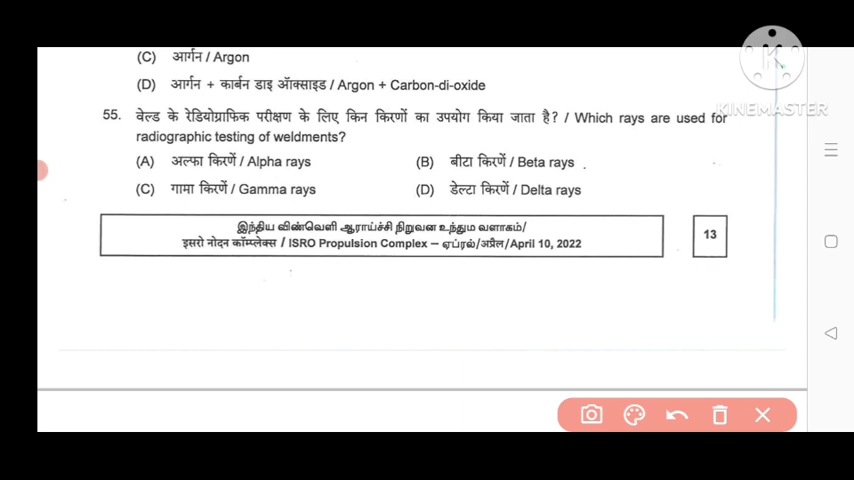 (C) आर्गन / Argon
(D) आर्गन + कार्बन डाइ ऑक्साइड / Argon + Carbon-di-oxide
55. वेल्ड के रेडियोग्राफिक परीक्षण के लिए किन किरणों का उपयोग किया जाता है? / Which rays are used for
radiographic testing of weldments?
(A) अल्फा किरणें / Alpha rays (B) बीटा किरणें / Beta rays
(C) गामा किरणें / Gamma rays (D) डेल्टा किरणें / Delta rays
இந்திய விண்வெளி ஆராய்ச்சி நிறுவன உந்தும வளாகம்/
इसरो नोदन कॉम्प्लेक्स / ISRO Propulsion Complex – ஏப்ரல்/अप्रैल/April 10, 2022
13
K
KINEMASTER